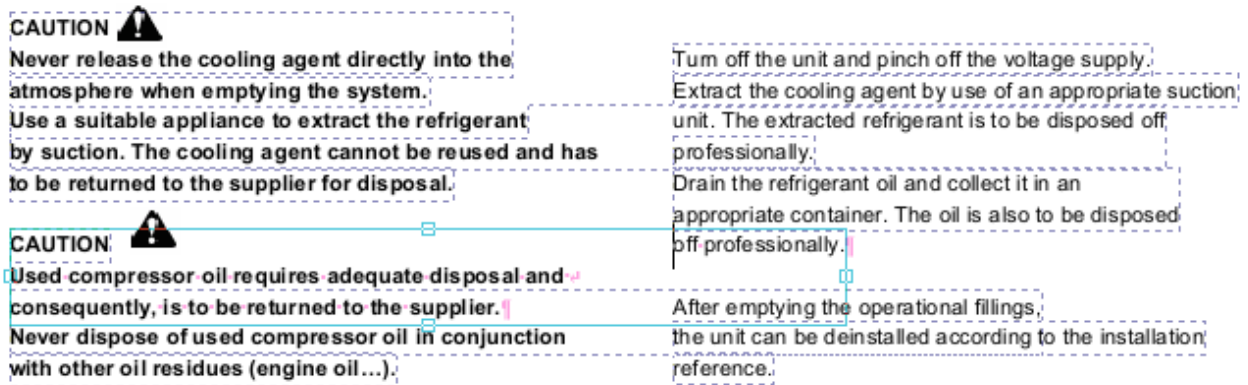 CAUTION
Never release the cooling agent directly into the
atmosphere when emptying the system.
Use a suitable appliance to extract the refrigerant
by suction. The cooling agent cannot be reused and has
to be returned to the supplier for disposal.
CAUTION
Used compressor oil requires adequate disposal and
consequently, is to be returned to the supplier.
Never dispose of used compressor oil in conjunction
with other oil residues (engine oil...).
Turn off the unit and pinch off the voltage supply.
Extract the cooling agent by use of an appropriate suction
unit. The extracted refrigerant is to be disposed off
professionally.
Drain the refrigerant oil and collect it in an
appropriate container. The oil is also to be disposed
off professionally.
After emptying the operational fillings,
the unit can be deinstalled according to the installation
reference.